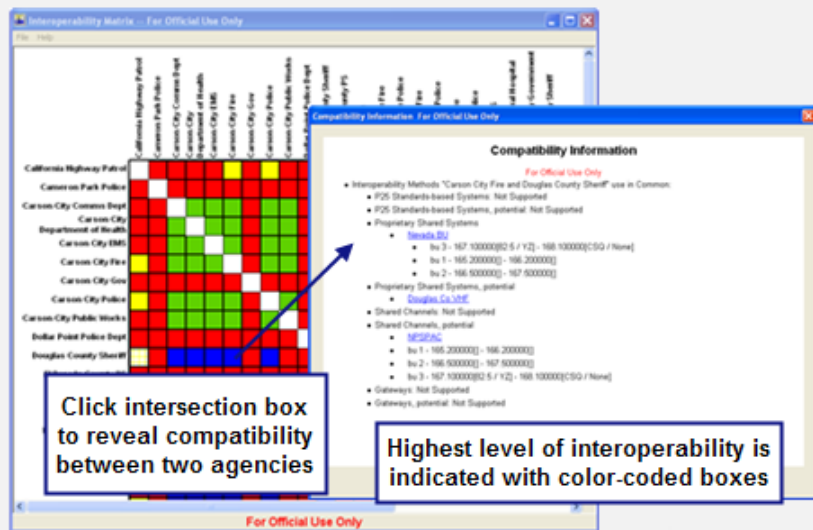 Interoperability Matrix -- For Official Use Only
File Help
California Highway Patrol
Cameron Park Police
Carson City Comms Dept
Carson City
Department of Health
Carson City EMS
Carson City Fire
Carson City Gov
Carson City Police
Carson City Public Works
Police Dept
Sheriff
County PS
Fire
Police
Fire
Police
Hospital
Government
Sheriff
California Highway Patrol
Cameron Park Police
Carson City Comms Dept
Carson City
Department of Health
Carson City EMS
Carson City Fire
Carson City Gov
Carson City Police
Carson City Public Works
Dollar Point Police Dept
Douglas County Sheriff
Compatibility Information For Official Use Only
Compatibility Information
For Official Use Only
Interoperability Methods "Carson City Fire and Douglas County Sheriff" use in Common:
P25 Standards-based Systems: Not Supported
P25 Standards-based Systems, potential: Not Supported
Proprietary Shared Systems
Nevada BU
bu 3 - 167.100000[82.5 / YZ] - 168.100000[CSQ / None]
bu 1 - 165.200000[] - 166.200000[]
bu 2 - 166.500000[] - 167.500000[]
Proprietary Shared Systems, potential
Douglas Co VHF
Shared Channels: Not Supported
Shared Channels, potential
NPSPAC
bu 1 - 165.200000[] - 166.200000[]
bu 2 - 166.500000[] - 167.500000[]
bu 3 - 167.100000[82.5 / YZ] - 168.100000[CSQ / None]
Gateways: Not Supported
Gateways, potential: Not Supported
Click intersection box
to reveal compatibility
between two agencies
Highest level of interoperability is
indicated with color-coded boxes
For Official Use Only